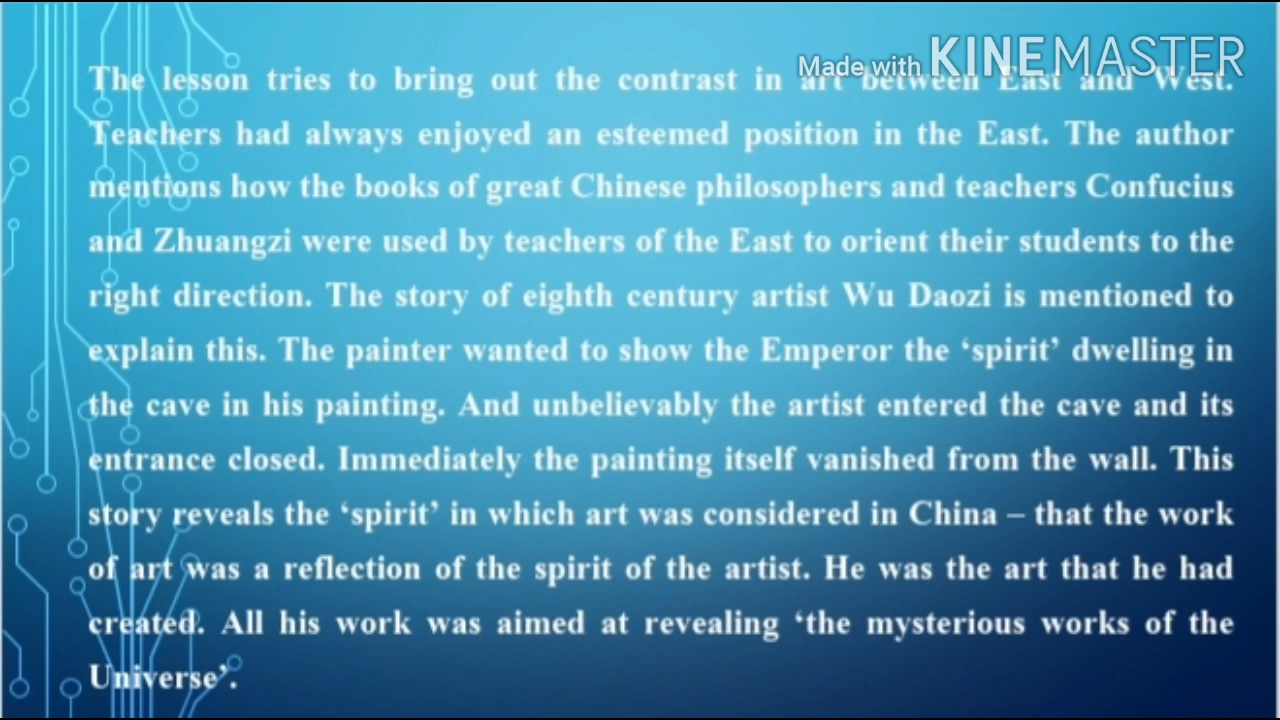 Made with KINEMASTER
The lesson tries to bring out the contrast in art between East and West.
Teachers had always enjoyed an esteemed position in the East. The author
mentions how the books of great Chinese philosophers and teachers Confucius
and Zhuangzi were used by teachers of the East to orient their students to the
right direction. The story of eighth century artist Wu Daozi is mentioned to
explain this. The painter wanted to show the Emperor the ‘spirit’ dwelling in
the cave in his painting. And unbelievably the artist entered the cave and its
entrance closed. Immediately the painting itself vanished from the wall. This
story reveals the ‘spirit’ in which art was considered in China – that the work
of art was a reflection of the spirit of the artist. He was the art that he had
created. All his work was aimed at revealing ‘the mysterious works of the
Universe’.